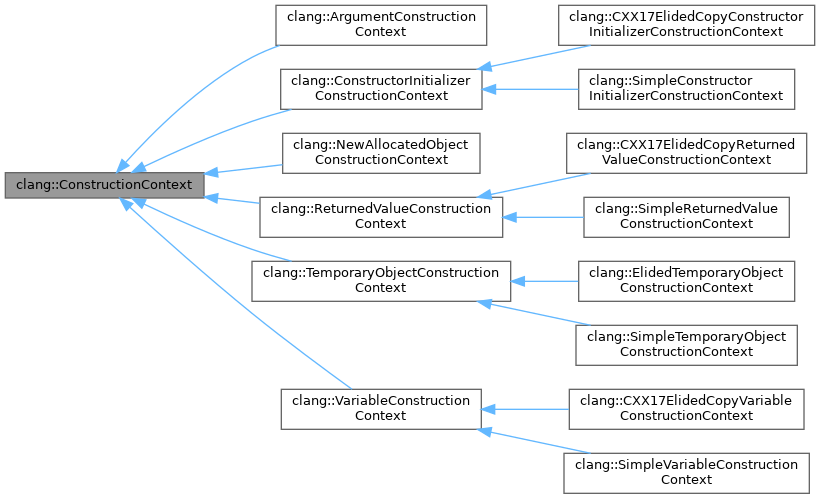 clang::ConstructionContext
clang::ArgumentConstruction
Context
clang::ConstructorInitializer
ConstructionContext
clang::NewAllocatedObject
ConstructionContext
clang::ReturnedValueConstruction
Context
clang::TemporaryObjectConstruction
Context
clang::VariableConstruction
Context
clang::CXX17ElidedCopyConstructor
InitializerConstructionContext
clang::SimpleConstructor
InitializerConstructionContext
clang::CXX17ElidedCopyReturned
ValueConstructionContext
clang::SimpleReturnedValue
ConstructionContext
clang::ElidedTemporaryObject
ConstructionContext
clang::SimpleTemporaryObject
ConstructionContext
clang::CXX17ElidedCopyVariable
ConstructionContext
clang::SimpleVariableConstruction
Context